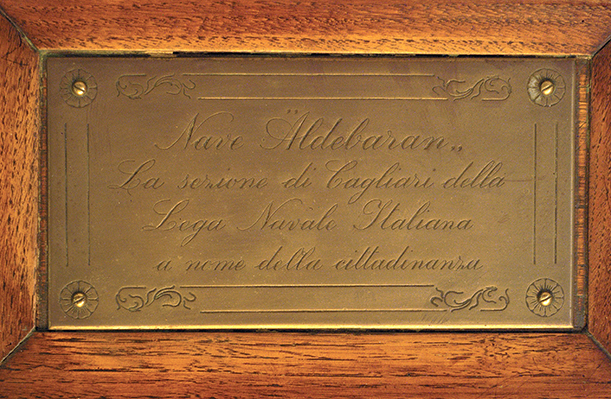 Nave "Aldebaran„
La sezione di Cagliari della
Lega Navale Italiana
a nome della cittadinanza